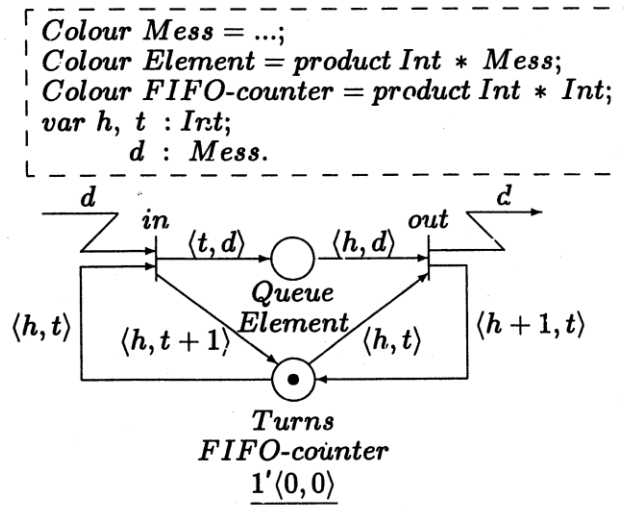 Colour Mess = ...;
Colour Element = product Int * Mess;
Colour FIFO-counter = product Int * Int;
var h, t : Int;
d : Mess.
d
d
in
out
⟨t, d⟩
⟨h, d⟩
Queue
Element
⟨h, t⟩
⟨h, t + 1⟩
⟨h, t⟩
⟨h + 1, t⟩
Turns
FIFO-counter
1'⟨0, 0⟩